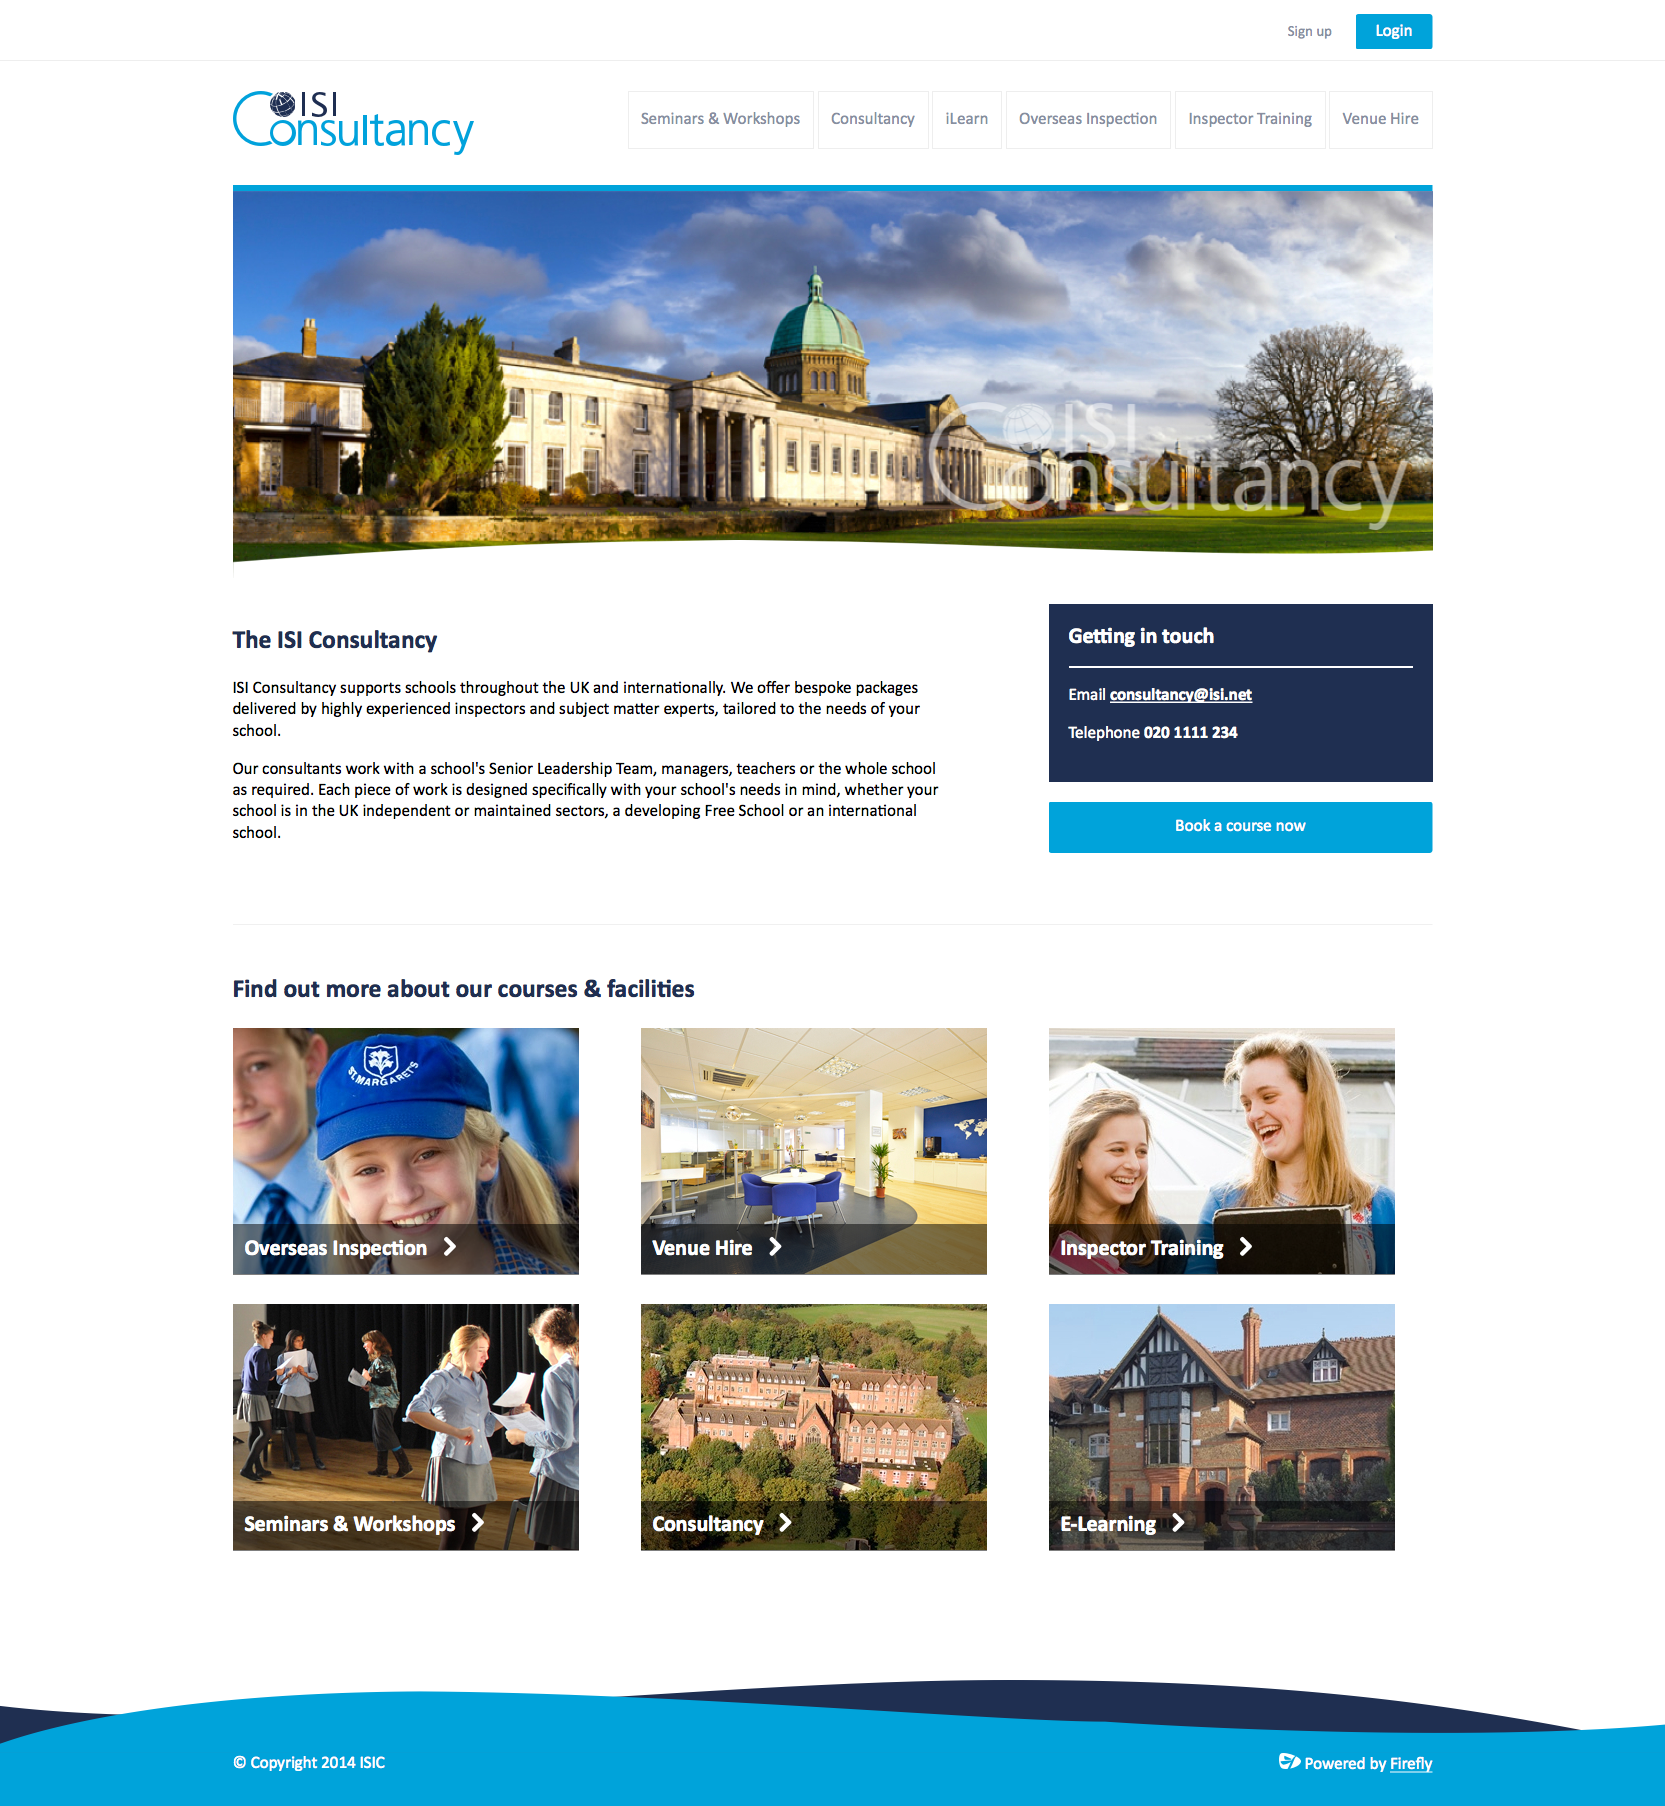 Sign up
Login
ISI
Consultancy
Seminars & Workshops
Consultancy
iLearn
Overseas Inspection
Inspector Training
Venue Hire
ISI
Consultancy
The ISI Consultancy
ISI Consultancy supports schools throughout the UK and internationally. We offer bespoke packages
delivered by highly experienced inspectors and subject matter experts, tailored to the needs of your
school.
Our consultants work with a school's Senior Leadership Team, managers, teachers or the whole school
as required. Each piece of work is designed specifically with your school's needs in mind, whether your
school is in the UK independent or maintained sectors, a developing Free School or an international
school.
Getting in touch
Email consultancy@isi.net
Telephone 020 1111 234
Book a course now
Find out more about our courses & facilities
ST. MARGARETS
Overseas Inspection
Venue Hire
Inspector Training
Seminars & Workshops
Consultancy
E-Learning
© Copyright 2014 ISIC
Powered by Firefly